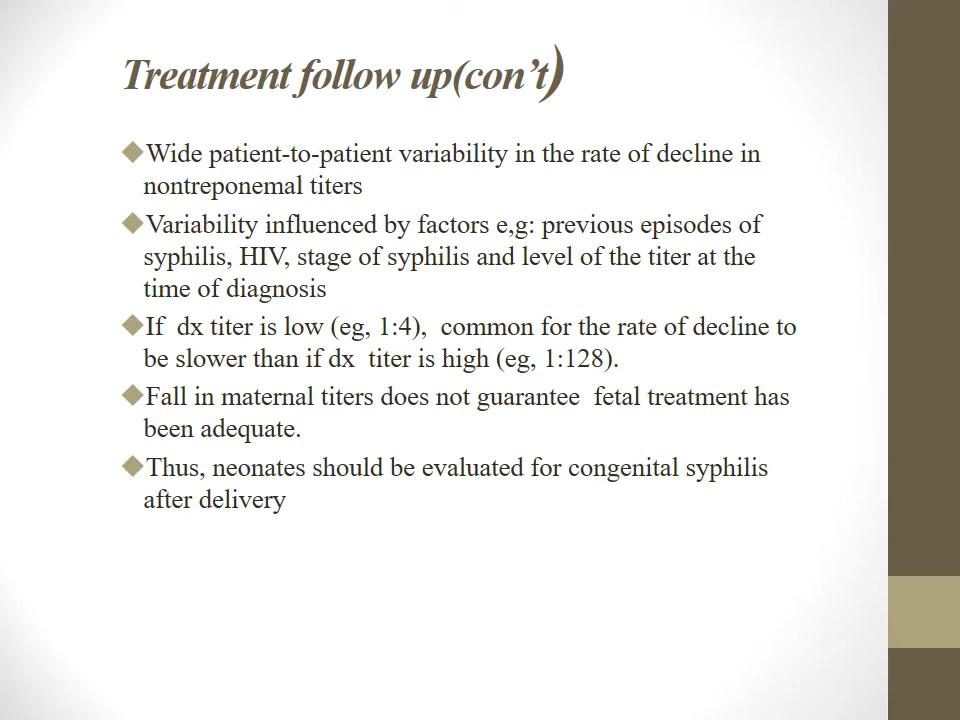 Treatment follow up(con’t)
Wide patient-to-patient variability in the rate of decline in
nontreponemal titers
Variability influenced by factors e,g: previous episodes of
syphilis, HIV, stage of syphilis and level of the titer at the
time of diagnosis
If dx titer is low (eg, 1:4), common for the rate of decline to
be slower than if dx titer is high (eg, 1:128).
Fall in maternal titers does not guarantee fetal treatment has
been adequate.
Thus, neonates should be evaluated for congenital syphilis
after delivery